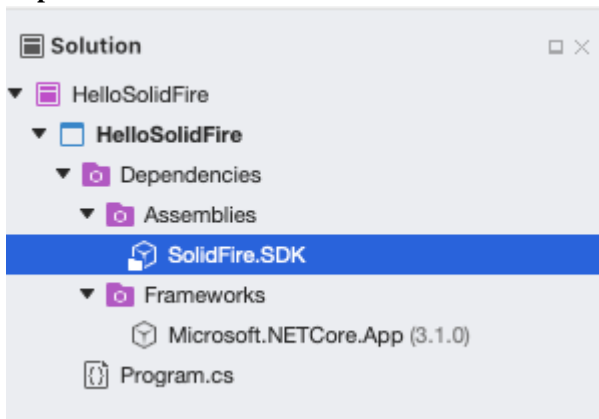 Solution
HelloSolidFire
HelloSolidFire
Dependencies
Assemblies
SolidFire.SDK
Frameworks
Microsoft.NETCore.App (3.1.0)
Program.cs